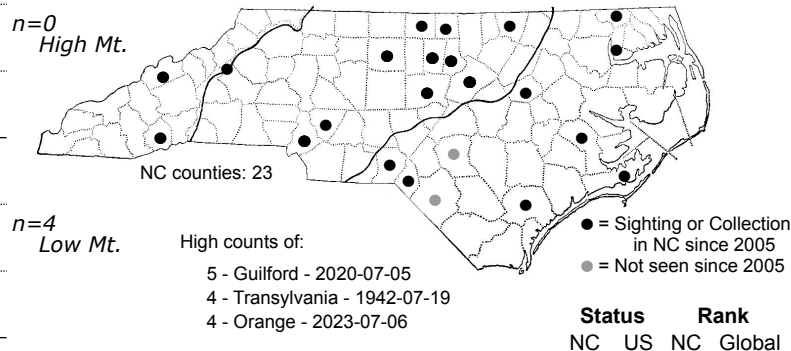 n=0
High Mt.
NC counties: 23
n=4
Low Mt.
High counts of:
5 - Guilford - 2020-07-05
4 - Transylvania - 1942-07-19
4 - Orange - 2023-07-06
= Sighting or Collection
in NC since 2005
= Not seen since 2005
Status Rank
NC US NC Global